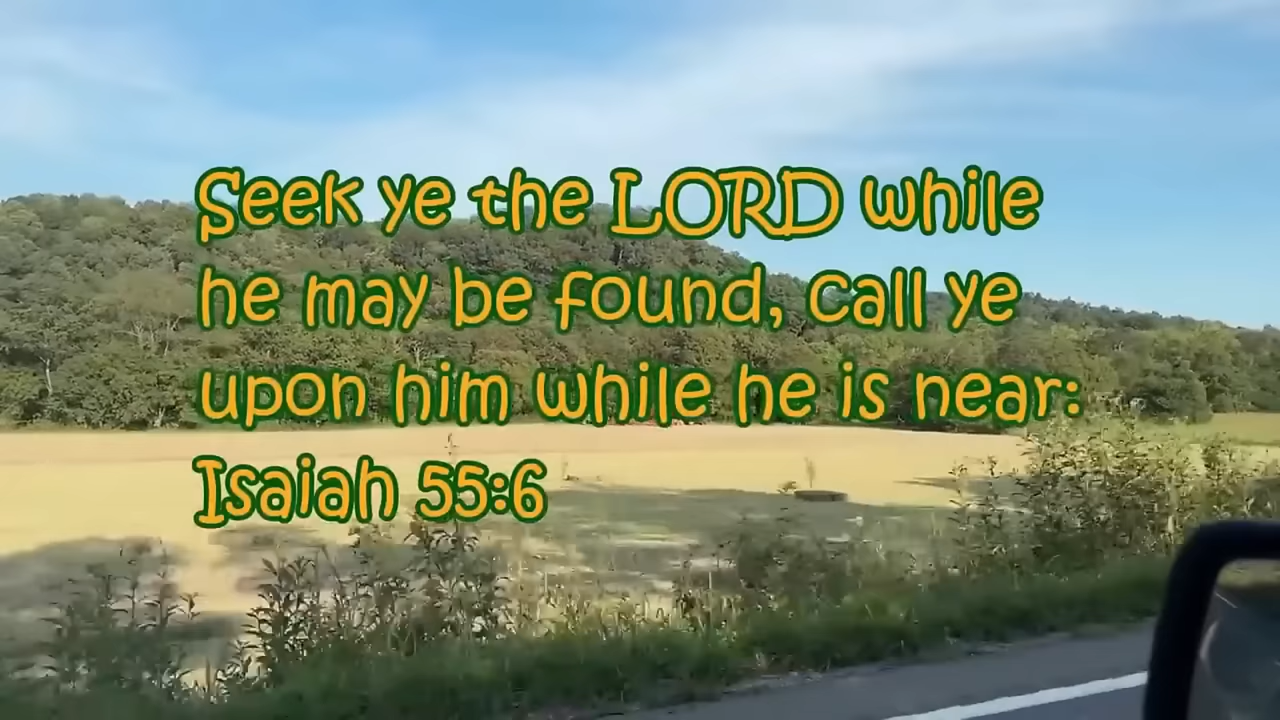 Seek ye the LORD while
he may be found, call ye
upon him while he is near:
Isaiah 55:6